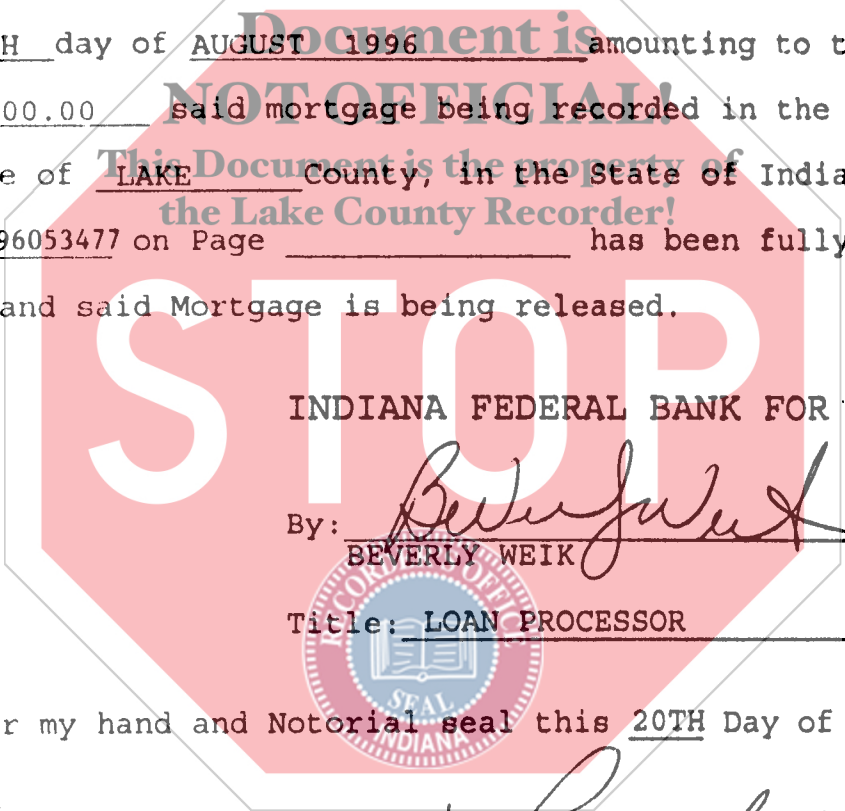 Document is
H day of AUGUST 1996 amounting to t
NOT OFFICIAL!
00.00 said mortgage being recorded in the
This Document is the property of
e of LAKE County, in the State of India
the Lake County Recorder!
96053477 on Page has been fully
and said Mortgage is being released.
STOP
INDIANA FEDERAL BANK FOR
By: Beverly Weik
BEVERLY WEIK
Title: LOAN PROCESSOR
RECORDER'S OFFICE
SEAL
INDIANA
r my hand and Notorial seal this 20TH Day of